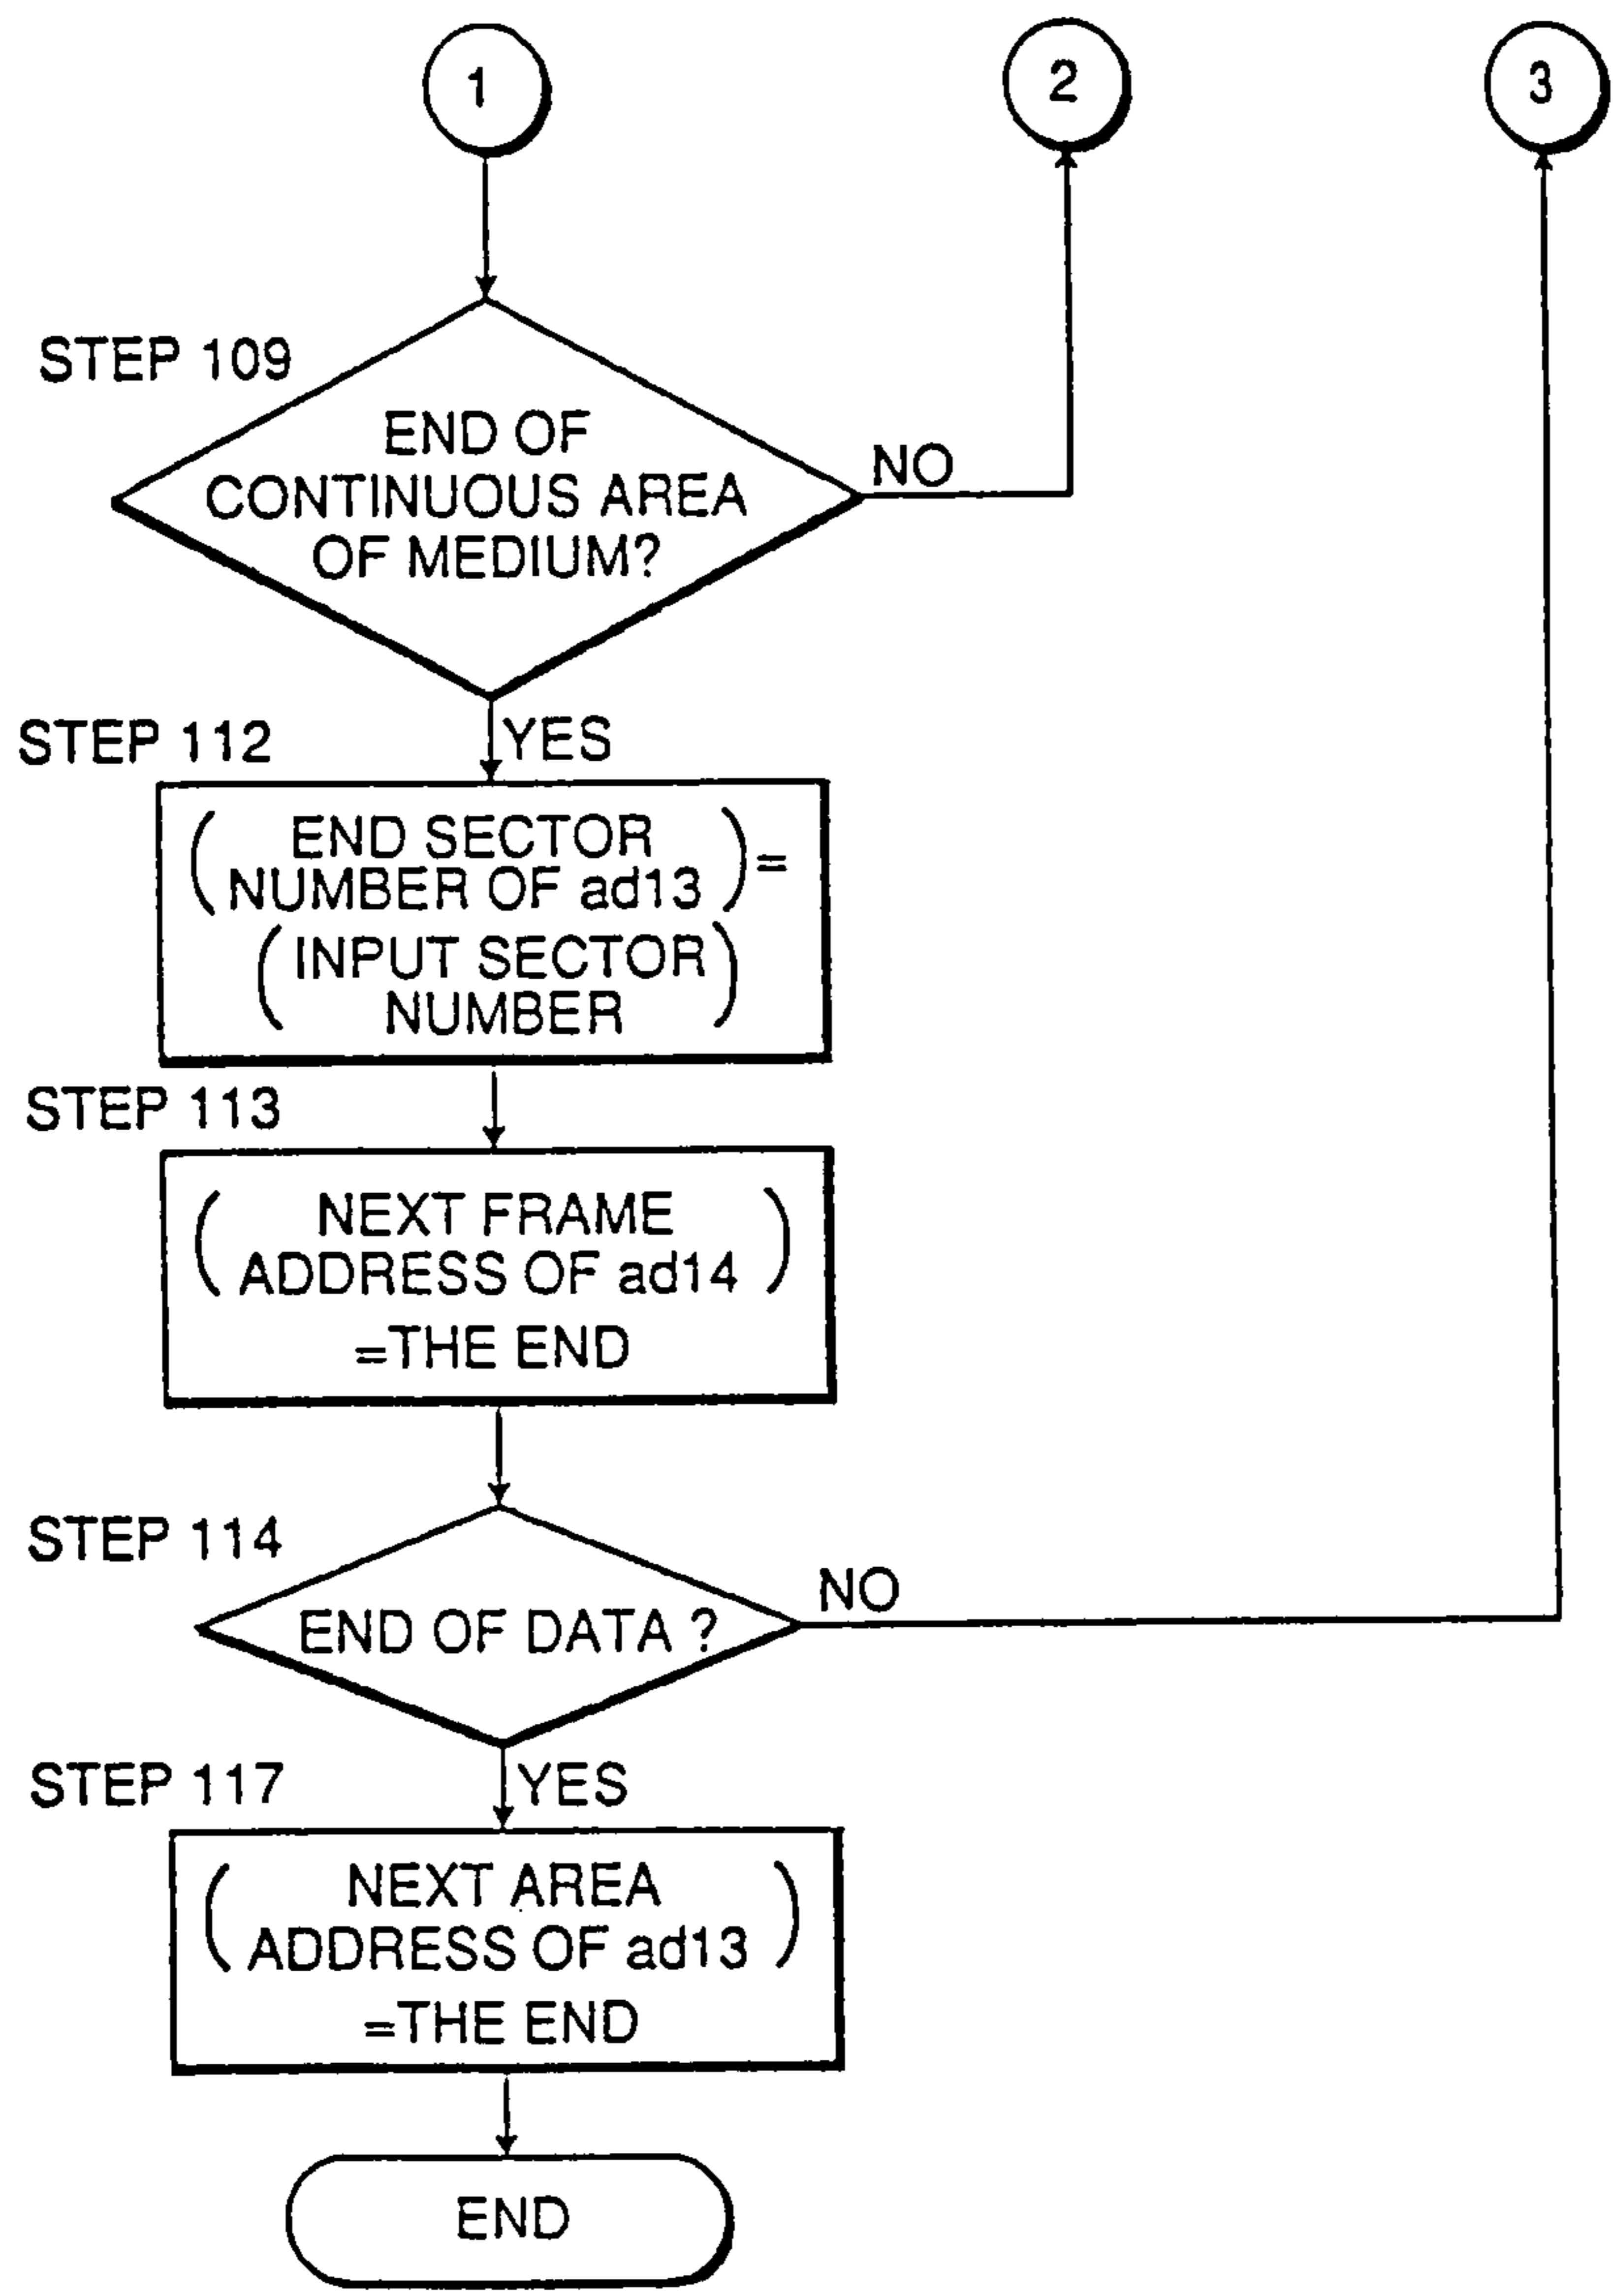 1
2
3
STEP 109
END OF
CONTINUOUS AREA
OF MEDIUM?
NO
STEP 112
YES
( END SECTOR
NUMBER OF ad13 ) =
( INPUT SECTOR
NUMBER )
STEP 113
( NEXT FRAME
ADDRESS OF ad14 )
=THE END
STEP 114
END OF DATA ?
NO
STEP 117
YES
( NEXT AREA
ADDRESS OF ad13 )
=THE END
END